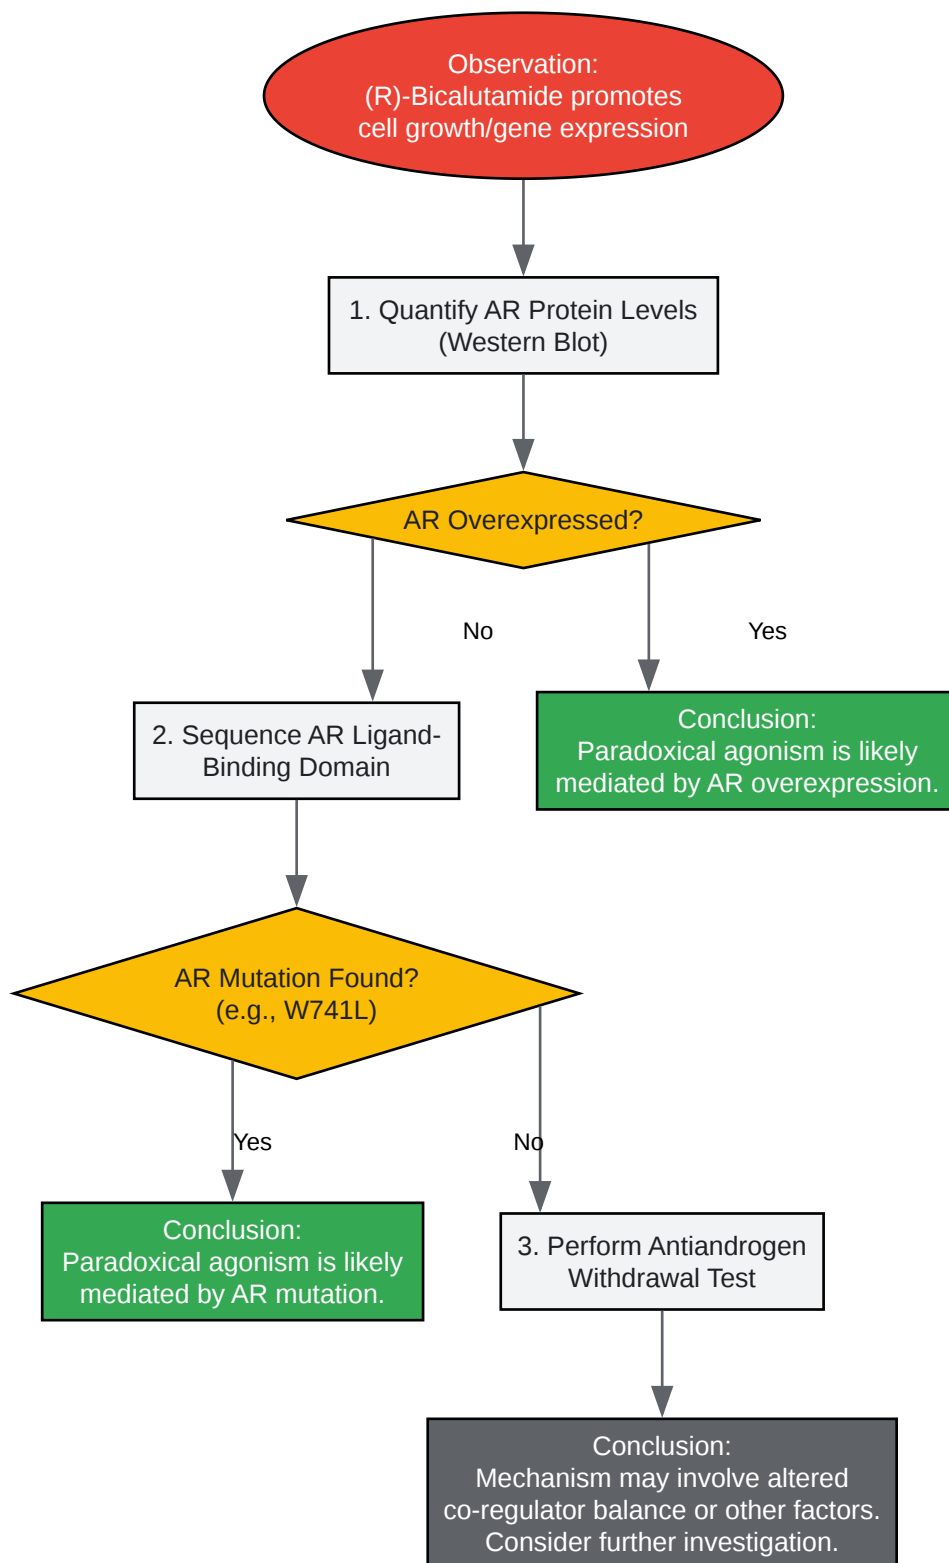 Observation:
(R)-Bicalutamide promotes
cell growth/gene expression
1. Quantify AR Protein Levels
(Western Blot)
AR Overexpressed?
No
Yes
2. Sequence AR Ligand-
Binding Domain
Conclusion:
Paradoxical agonism is likely
mediated by AR overexpression.
AR Mutation Found?
(e.g., W741L)
Yes
No
Conclusion:
Paradoxical agonism is likely
mediated by AR mutation.
3. Perform Antiandrogen
Withdrawal Test
Conclusion:
Mechanism may involve altered
co-regulator balance or other factors.
Consider further investigation.